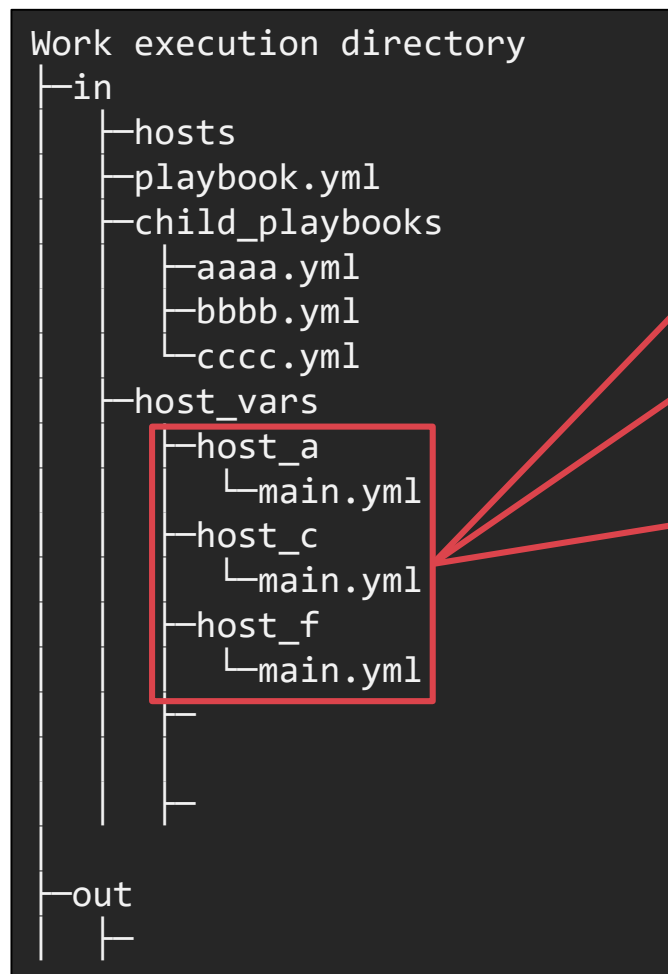 Work execution directory
├─in
│  ├─hosts
│  ├─playbook.yml
│  ├─child_playbooks
│  │  ├─aaaa.yml
│  │  ├─bbbb.yml
│  │  └─cccc.yml
│  ├─host_vars
│  │  ├─host_a
│  │  │  └─main.yml
│  │  ├─host_c
│  │  │  └─main.yml
│  │  ├─host_f
│  │  │  └─main.yml
│  │  ├─
│  │  │
│  │  ├─
│
├─out
│  ├─